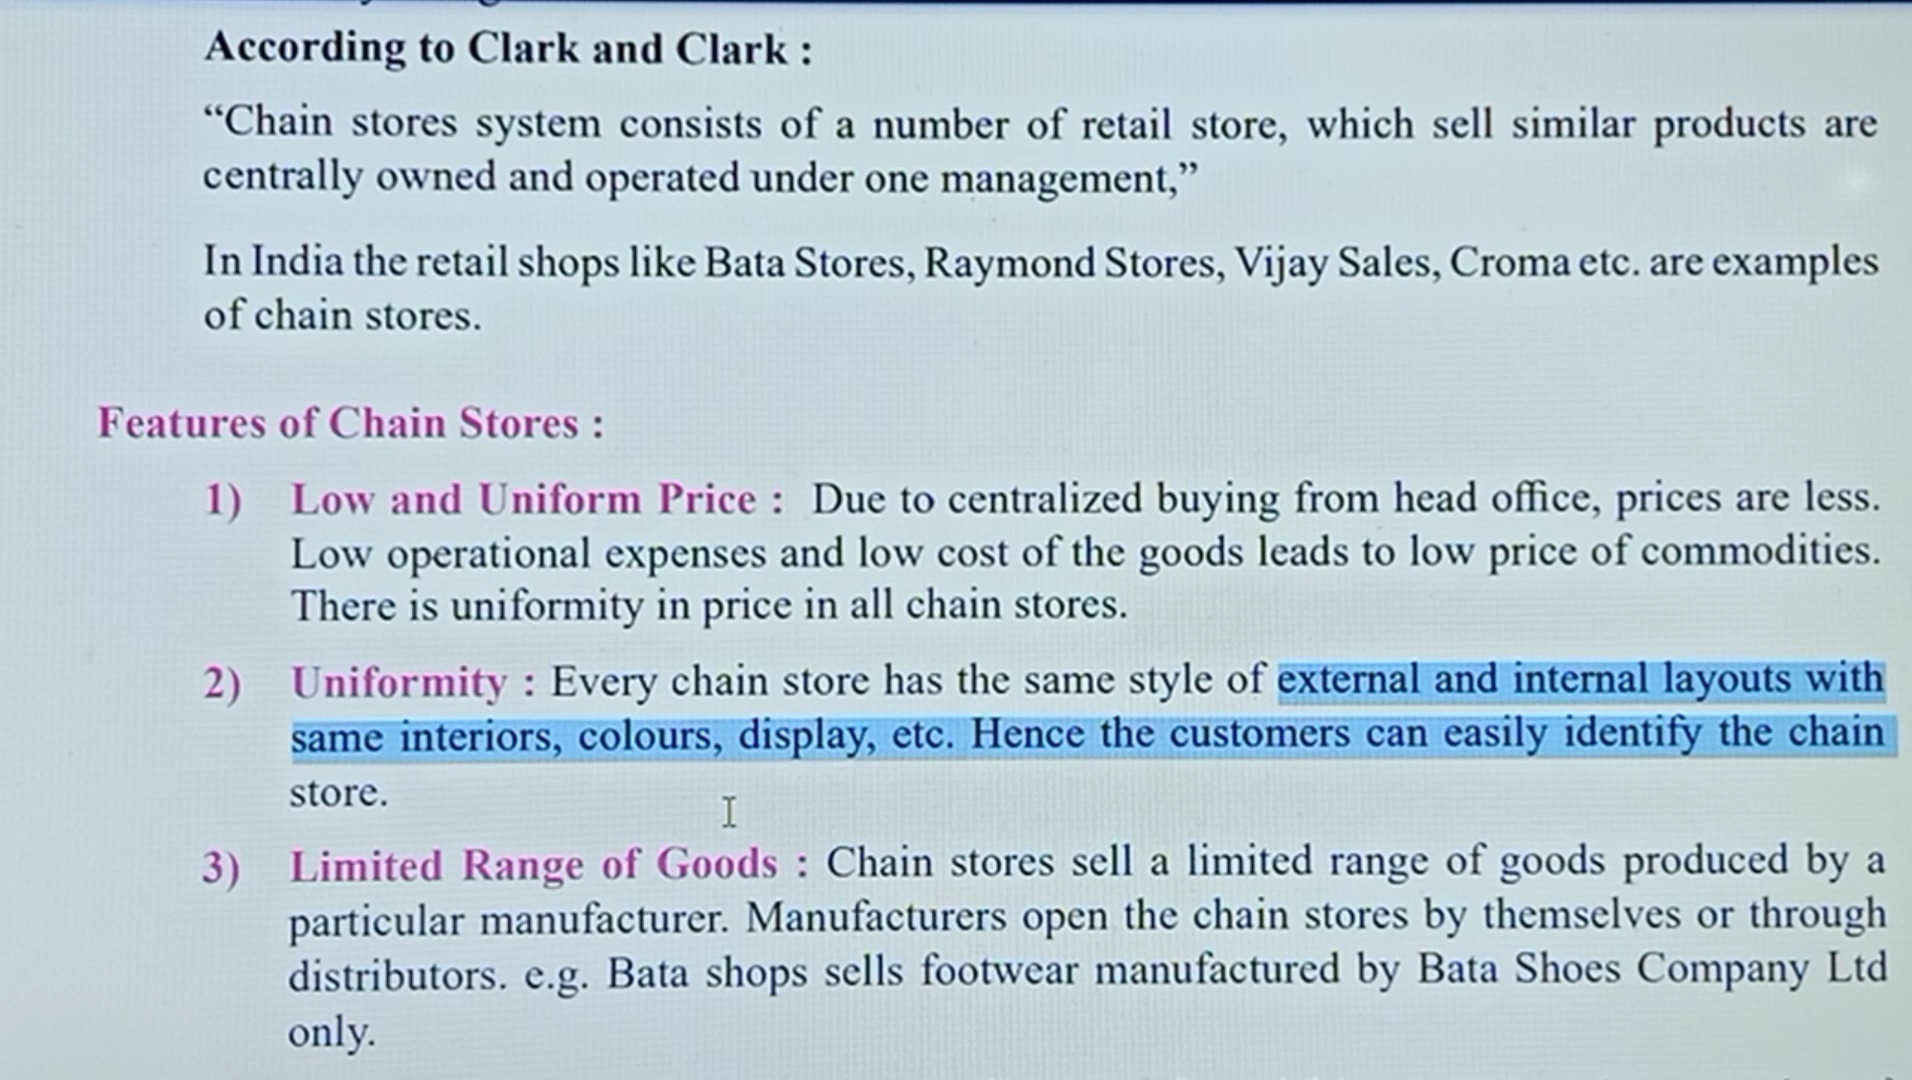 According to Clark and Clark :
“Chain stores system consists of a number of retail store, which sell similar products are
centrally owned and operated under one management,”
In India the retail shops like Bata Stores, Raymond Stores, Vijay Sales, Croma etc. are examples
of chain stores.
Features of Chain Stores :
1) Low and Uniform Price : Due to centralized buying from head office, prices are less.
Low operational expenses and low cost of the goods leads to low price of commodities.
There is uniformity in price in all chain stores.
2) Uniformity : Every chain store has the same style of external and internal layouts with
same interiors, colours, display, etc. Hence the customers can easily identify the chain
store.
3) Limited Range of Goods : Chain stores sell a limited range of goods produced by a
particular manufacturer. Manufacturers open the chain stores by themselves or through
distributors. e.g. Bata shops sells footwear manufactured by Bata Shoes Company Ltd
only.